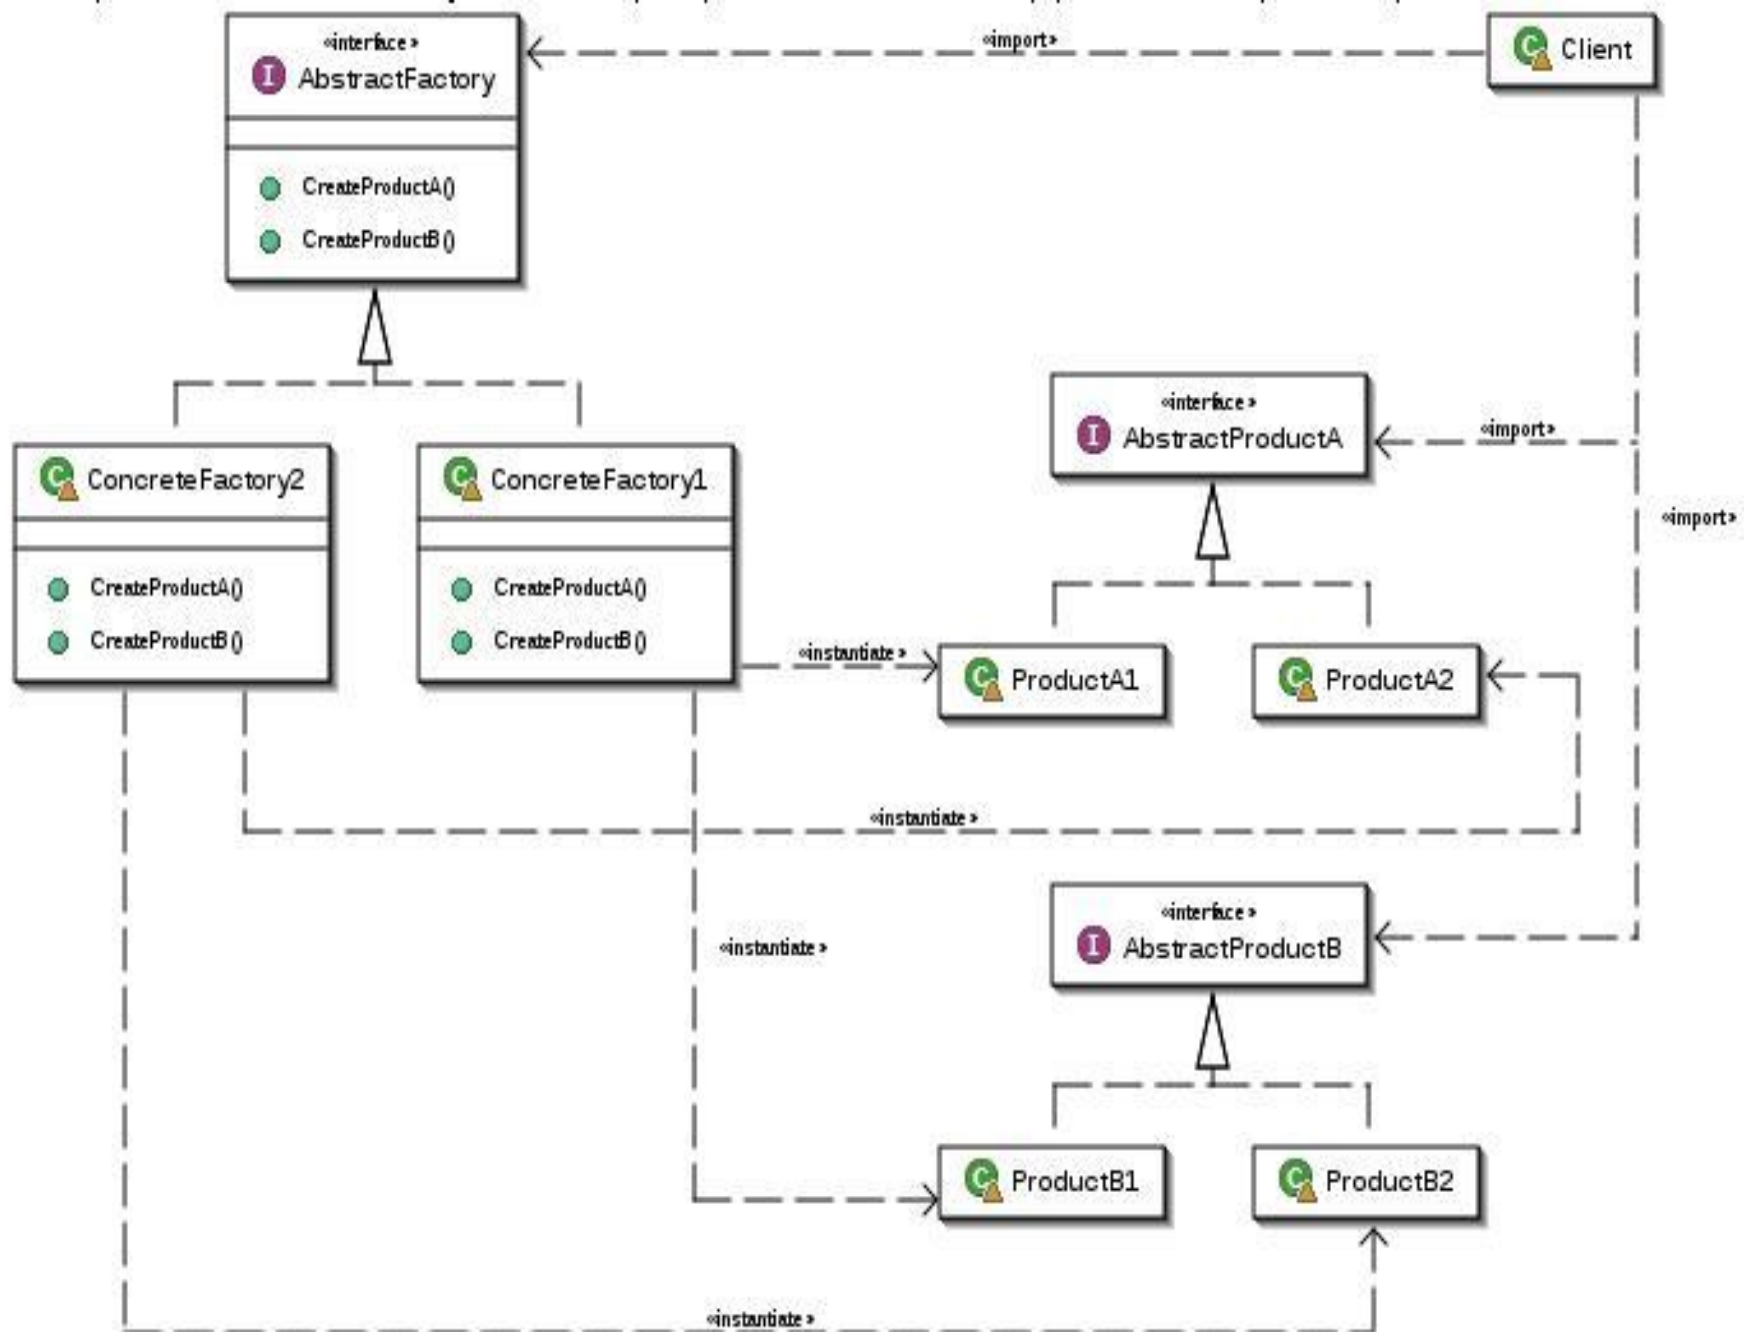 «interface»
I AbstractFactory
CreateProductA()
CreateProductB()
«import»
C Client
C ConcreteFactory2
CreateProductA()
CreateProductB()
C ConcreteFactory1
CreateProductA()
CreateProductB()
«interface»
I AbstractProductA
«import»
«import»
«instantiate»
C ProductA1
C ProductA2
«instantiate»
«interface»
I AbstractProductB
«instantiate»
C ProductB1
C ProductB2
«instantiate»